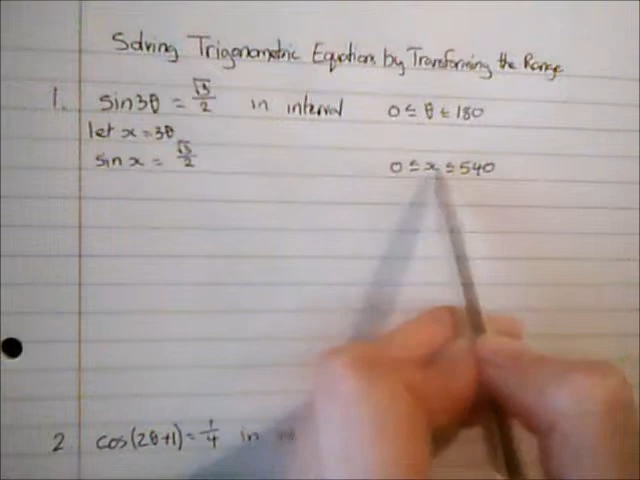 Solving Trigonometric Equations by Transforming the Range
1. sin3θ = √3/2 in interval 0 ≤ θ ≤ 180
let x = 3θ
sin x = √3/2 0 ≤ x ≤ 540
2 cos(2θ+1) = 1/4 in